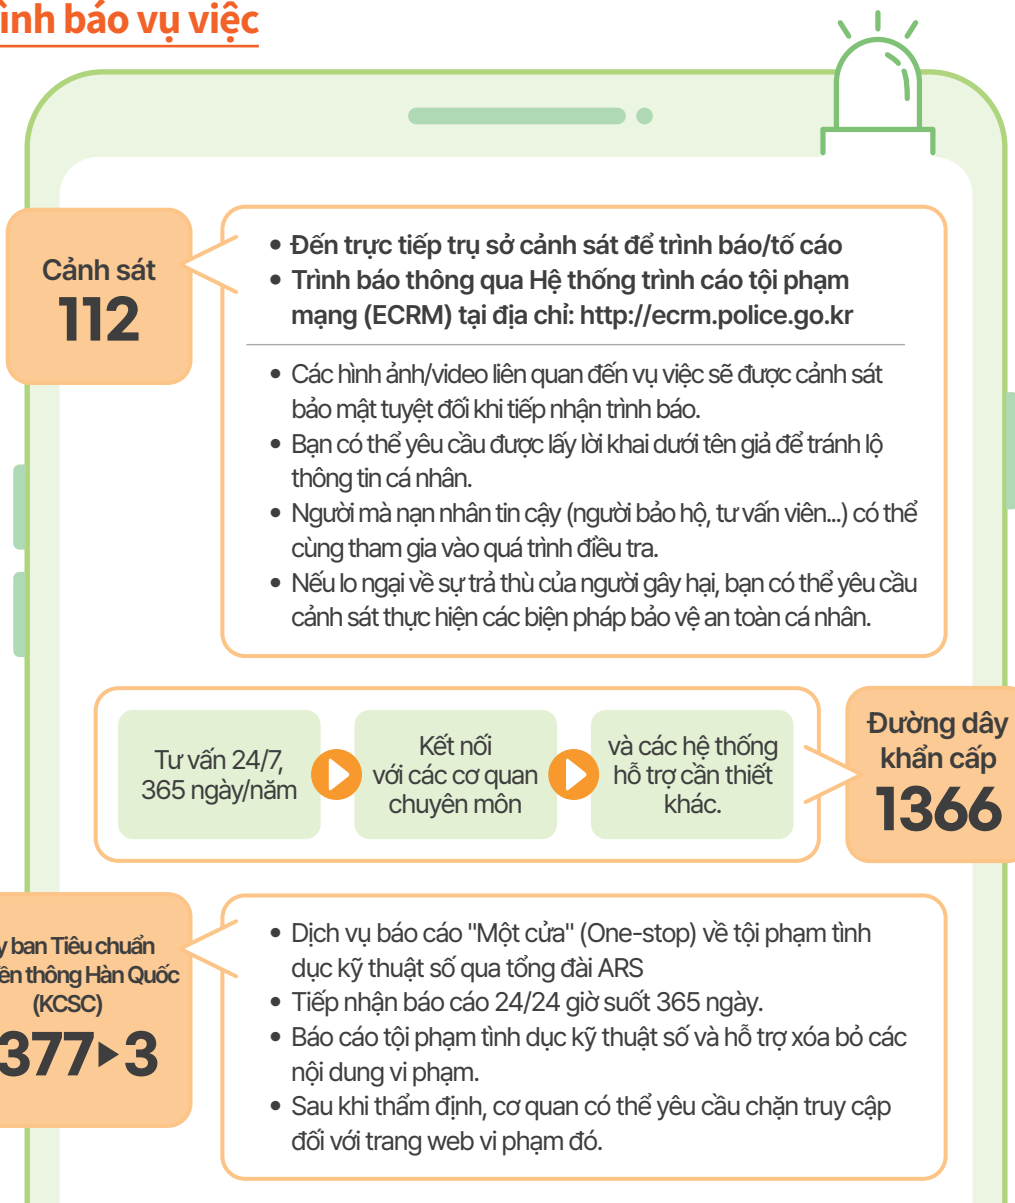 báo vụ việc
Cảnh sát
112
• Đến trực tiếp trụ sở cảnh sát để trình báo/tố cáo
• Trình báo thông qua Hệ thống trình cáo tội phạm
mạng (ECRM) tại địa chỉ: http://ecrm.police.go.kr
• Các hình ảnh/video liên quan đến vụ việc sẽ được cảnh sát
bảo mật tuyệt đối khi tiếp nhận trình báo.
• Bạn có thể yêu cầu được lấy lời khai dưới tên giả để tránh lộ
thông tin cá nhân.
• Người mà nạn nhân tin cậy (người bảo hộ, tư vấn viên...) có thể
cùng tham gia vào quá trình điều tra.
• Nếu lo ngại về sự trả thù của người gây hại, bạn có thể yêu cầu
cảnh sát thực hiện các biện pháp bảo vệ an toàn cá nhân.
Tư vấn 24/7,
365 ngày/năm
Kết nối
với các cơ quan
chuyên môn
và các hệ thống
hỗ trợ cần thiết
khác.
Đường dây
khẩn cấp
1366
ban Tiêu chuẩn
thông Hàn Quốc
(KCSC)
377▶3
• Dịch vụ báo cáo "Một cửa" (One-stop) về tội phạm tình
dục kỹ thuật số qua tổng đài ARS
• Tiếp nhận báo cáo 24/24 giờ suốt 365 ngày.
• Báo cáo tội phạm tình dục kỹ thuật số và hỗ trợ xóa bỏ các
nội dung vi phạm.
• Sau khi thẩm định, cơ quan có thể yêu cầu chặn truy cập
đối với trang web vi phạm đó.